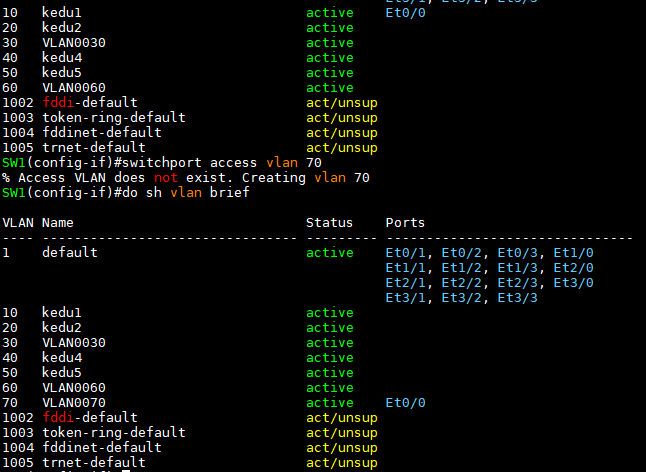 10   kedu1                            active    Et0/0
20   kedu2                            active
30   VLAN0030                         active
40   kedu4                            active
50   kedu5                            active
60   VLAN0060                         active
1002 fddi-default                     act/unsup
1003 token-ring-default               act/unsup
1004 fddinet-default                  act/unsup
1005 trnet-default                    act/unsup
SW1(config-if)#switchport access vlan 70
% Access VLAN does not exist. Creating vlan 70
SW1(config-if)#do sh vlan brief
VLAN Name                             Status    Ports
---- -------------------------------- --------- -------------------------------
1    default                          active    Et0/1, Et0/2, Et0/3, Et1/0
                                                Et1/1, Et1/2, Et1/3, Et2/0
                                                Et2/1, Et2/2, Et2/3, Et3/0
                                                Et3/1, Et3/2, Et3/3
10   kedu1                            active
20   kedu2                            active
30   VLAN0030                         active
40   kedu4                            active
50   kedu5                            active
60   VLAN0060                         active
70   VLAN0070                         active    Et0/0
1002 fddi-default                     act/unsup
1003 token-ring-default               act/unsup
1004 fddinet-default                  act/unsup
1005 trnet-default                    act/unsup